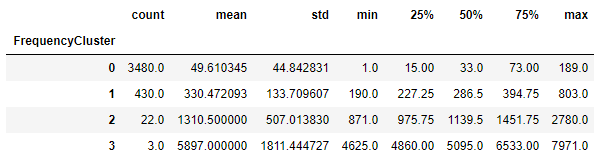 count mean std min 25% 50% 75% max
FrequencyCluster
0 3480.0 49.610345 44.842831 1.0 15.00 33.0 73.00 189.0
1 430.0 330.472093 133.709607 190.0 227.25 286.5 394.75 803.0
2 22.0 1310.500000 507.013830 871.0 975.75 1139.5 1451.75 2780.0
3 3.0 5897.000000 1811.444727 4625.0 4860.00 5095.0 6533.00 7971.0